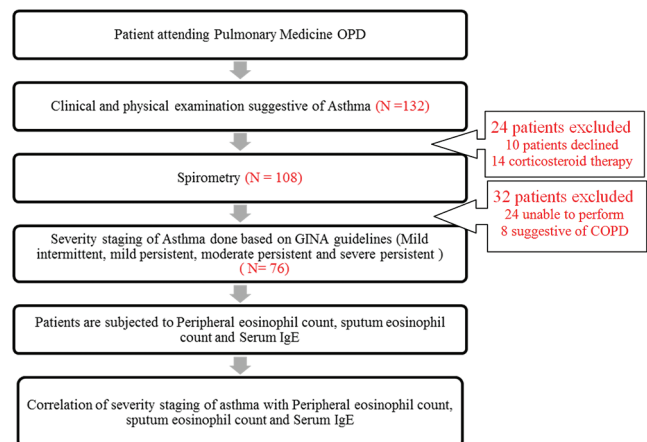 Patient attending Pulmonary Medicine OPD
Clinical and physical examination suggestive of Asthma (N =132)
24 patients excluded
10 patients declined
14 corticosteroid therapy
Spirometry (N = 108)
32 patients excluded
24 unable to perform
8 suggestive of COPD
Severity staging of Asthma done based on GINA guidelines (Mild
intermittent, mild persistent, moderate persistent and severe persistent )
( N= 76)
Patients are subjected to Peripheral eosinophil count, sputum eosinophil
count and Serum IgE
Correlation of severity staging of asthma with Peripheral eosinophil count,
sputum eosinophil count and Serum IgE